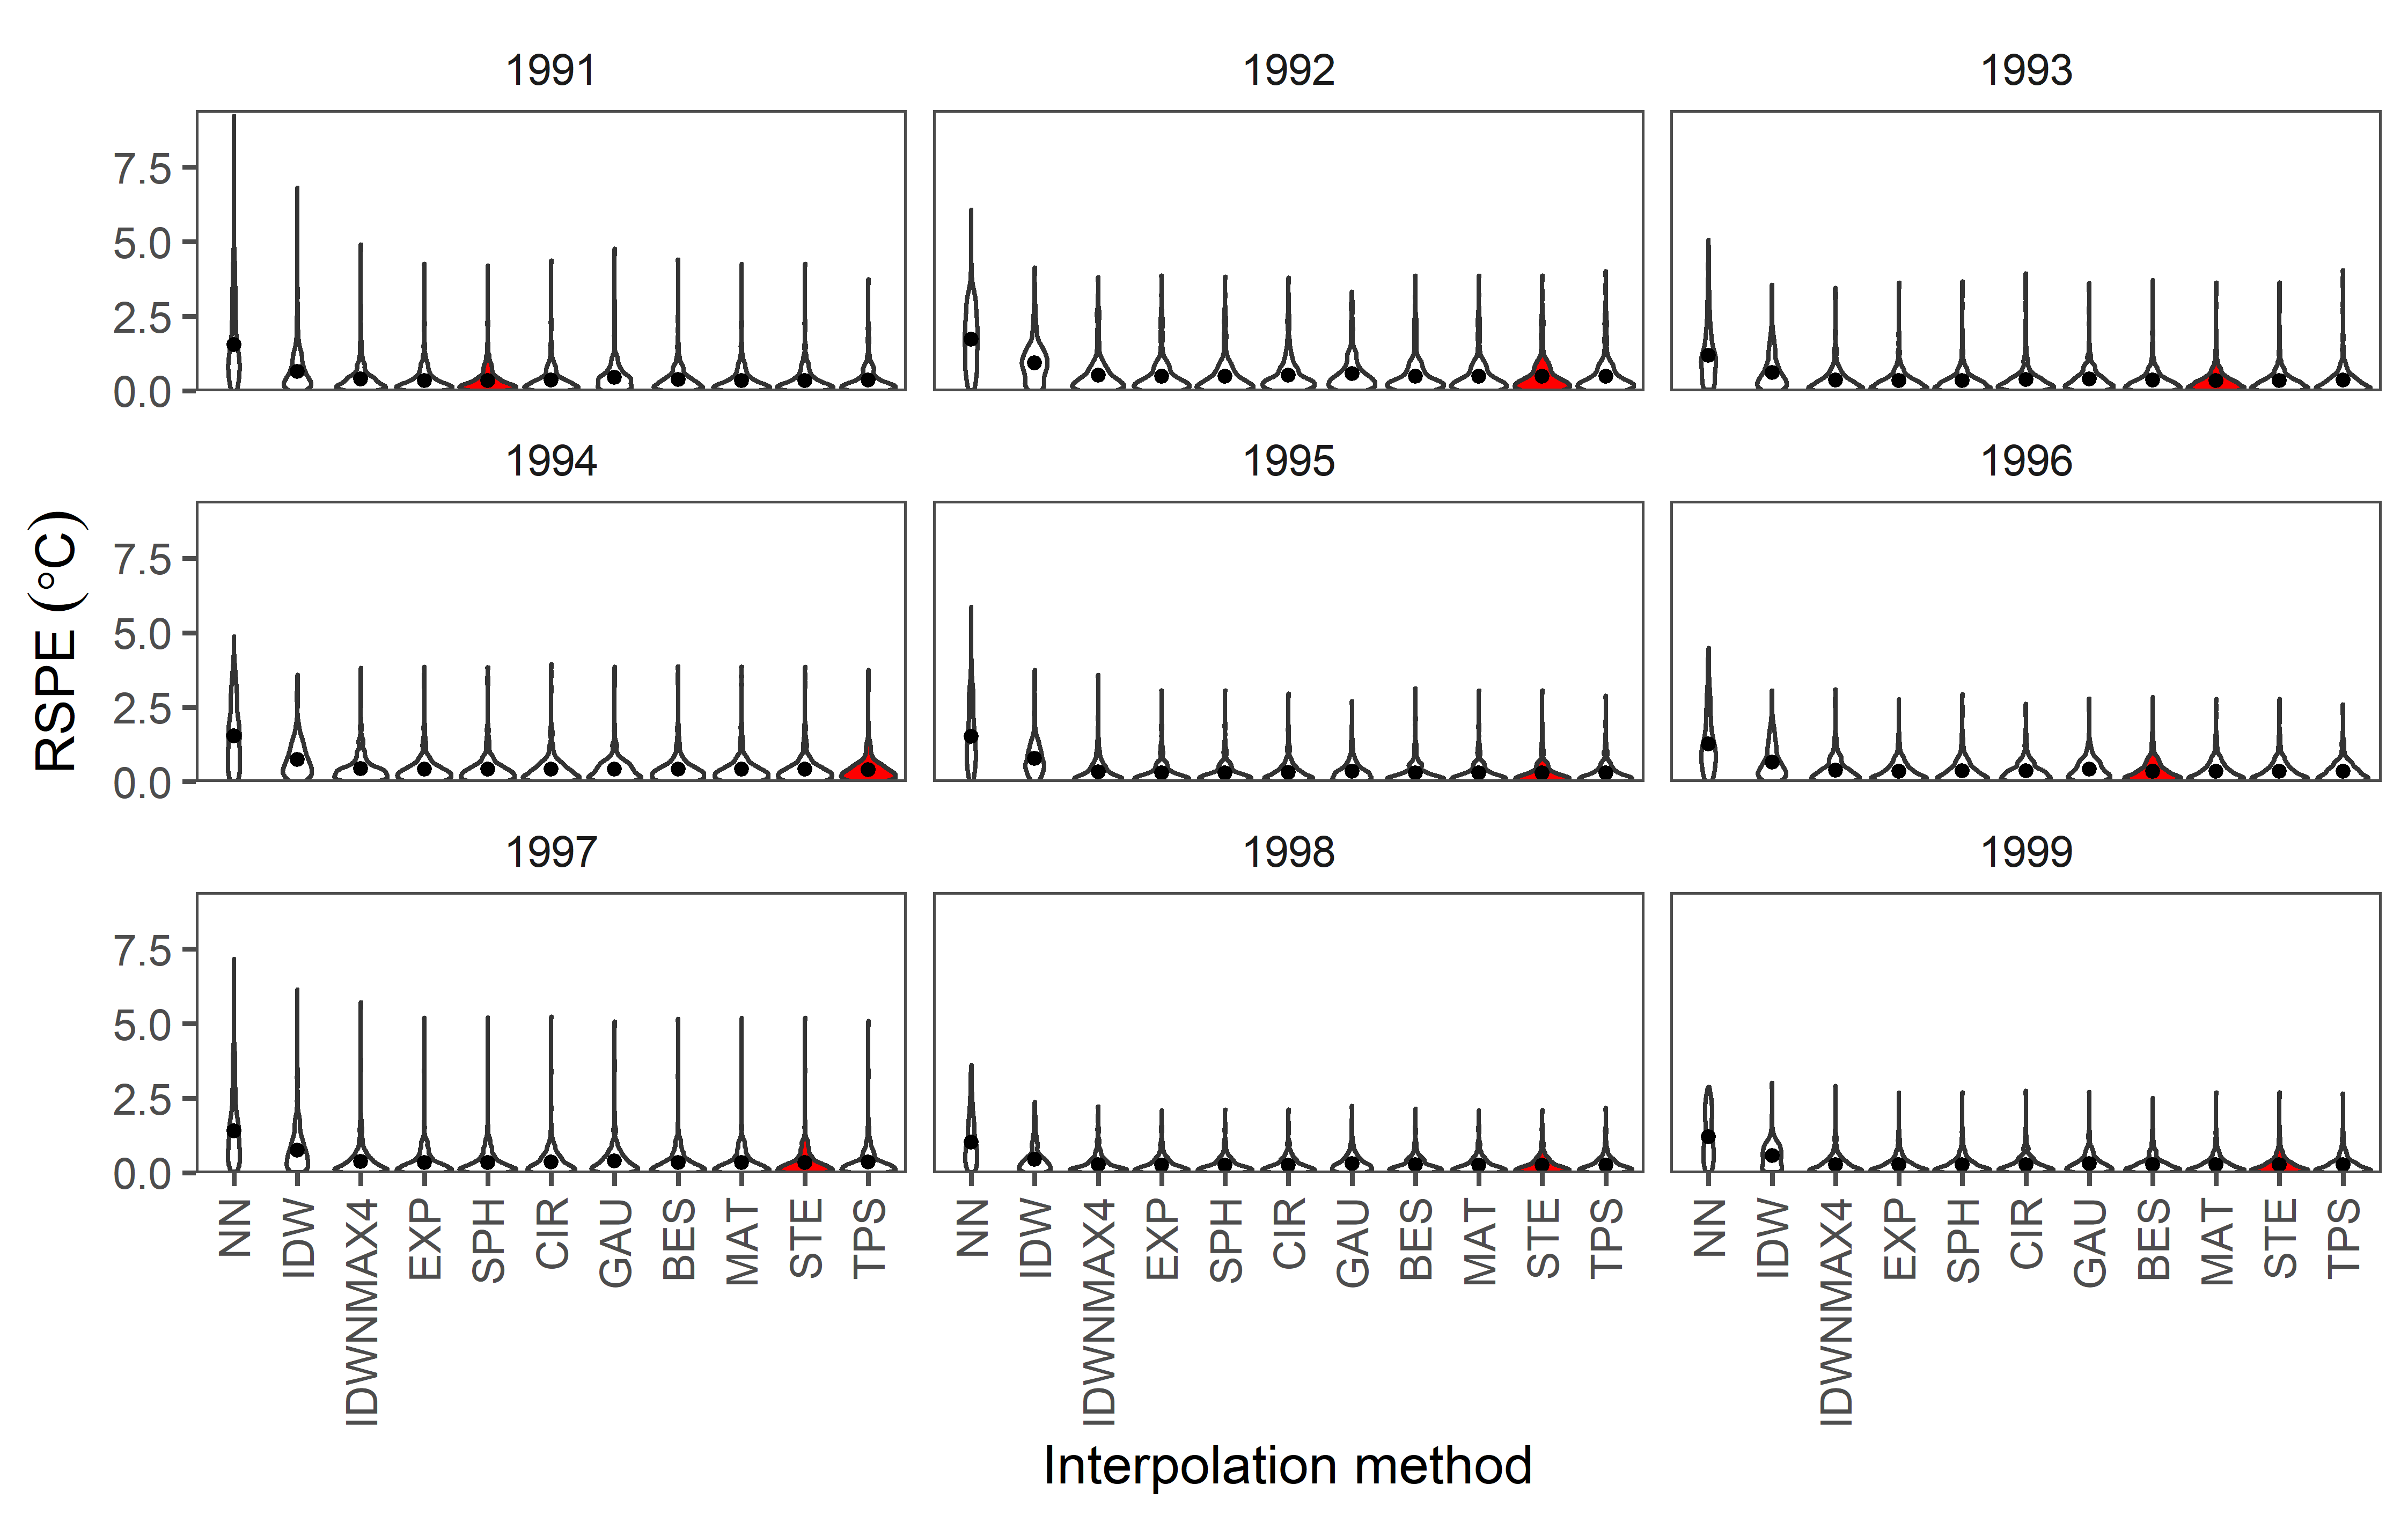 1991 1992 1993
7.5
5.0
2.5
0.0
1994 1995 1996
RSPE (°C)
7.5
5.0
2.5
0.0
1997 1998 1999
7.5
5.0
2.5
0.0
NN IDW IDWNMAX4 EXP SPH CIR GAU BES MAT STE TPS
NN IDW IDWNMAX4 EXP SPH CIR GAU BES MAT STE TPS
NN IDW IDWNMAX4 EXP SPH CIR GAU BES MAT STE TPS
Interpolation method